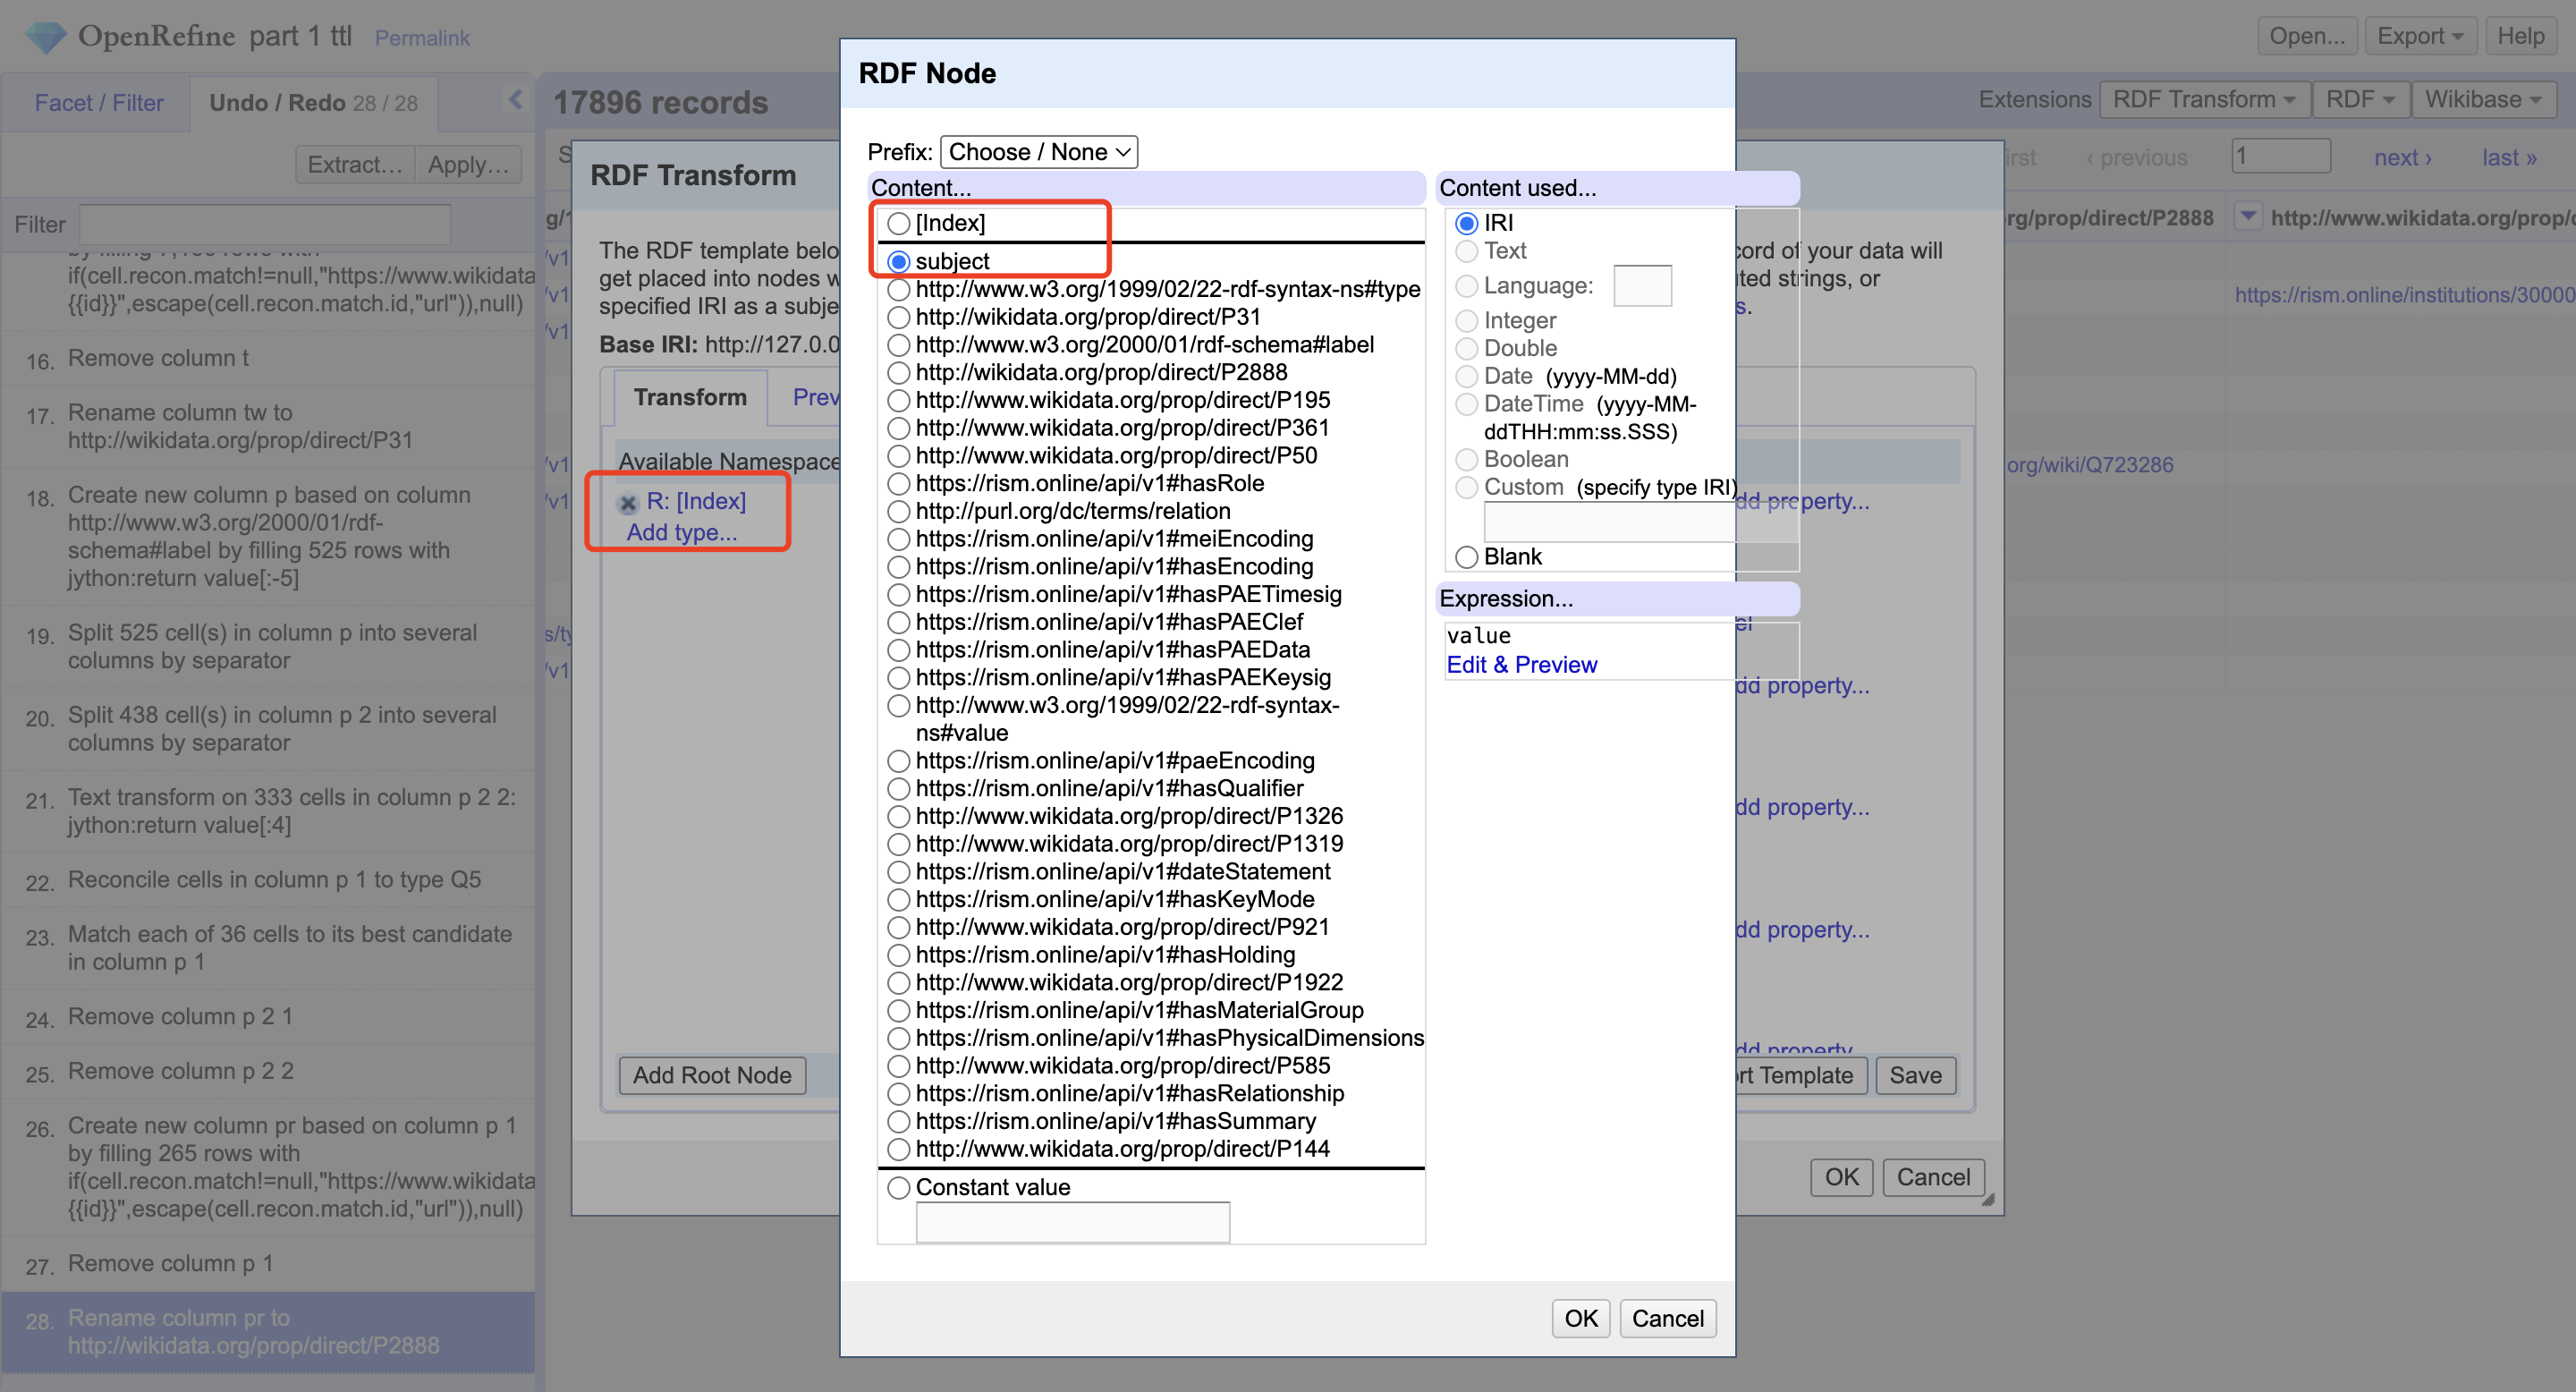 OpenRefine part 1 ttl Permalink
Open... Export Help
Facet / Filter Undo / Redo 28 / 28
17896 records
Extensions RDF Transform RDF Wikibase
Extract... Apply...
first ‹ previous 1 next › last »
Filter
by filling 7,
if(cell.recon.match!=null,"https://www.wikidata
{{id}}",escape(cell.recon.match.id,"url")),null)
16. Remove column t
17. Rename column tw to
http://wikidata.org/prop/direct/P31
18. Create new column p based on column
http://www.w3.org/2000/01/rdf-
schema#label by filling 525 rows with
jython:return value[:-5]
19. Split 525 cell(s) in column p into several
columns by separator
20. Split 438 cell(s) in column p 2 into several
columns by separator
21. Text transform on 333 cells in column p 2 2:
jython:return value[:4]
22. Reconcile cells in column p 1 to type Q5
23. Match each of 36 cells to its best candidate
in column p 1
24. Remove column p 2 1
25. Remove column p 2 2
26. Create new column pr based on column p 1
by filling 265 rows with
if(cell.recon.match!=null,"https://www.wikidata
{{id}}",escape(cell.recon.match.id,"url")),null)
27. Remove column p 1
28. Rename column pr to
http://wikidata.org/prop/direct/P2888
RDF Transform
The RDF template belo
get placed into nodes w
specified IRI as a subje
cord of your data will
ted strings, or
s.
Base IRI: http://127.0.0
Transform Prev
Available Namespace
R: [Index]
Add type...
Add Root Node
rg/prop/direct/P2888 http://www.wikidata.org/prop/
https://rism.online/institutions/30000
org/wiki/Q723286
dd property...
el
dd property...
dd property...
dd property...
dd property
rt Template Save
OK Cancel
/v1
/v1
/v1
/v1
/v1
s/ty
/v1
RDF Node
Prefix: Choose / None
Content...
[Index]
subject
http://www.w3.org/1999/02/22-rdf-syntax-ns#type
http://wikidata.org/prop/direct/P31
http://www.w3.org/2000/01/rdf-schema#label
http://wikidata.org/prop/direct/P2888
http://www.wikidata.org/prop/direct/P195
http://www.wikidata.org/prop/direct/P361
http://www.wikidata.org/prop/direct/P50
https://rism.online/api/v1#hasRole
http://purl.org/dc/terms/relation
https://rism.online/api/v1#meiEncoding
https://rism.online/api/v1#hasEncoding
https://rism.online/api/v1#hasPAETimesig
https://rism.online/api/v1#hasPAEClef
https://rism.online/api/v1#hasPAEData
https://rism.online/api/v1#hasPAEKeysig
http://www.w3.org/1999/02/22-rdf-syntax-
ns#value
https://rism.online/api/v1#paeEncoding
https://rism.online/api/v1#hasQualifier
http://www.wikidata.org/prop/direct/P1326
http://www.wikidata.org/prop/direct/P1319
https://rism.online/api/v1#dateStatement
https://rism.online/api/v1#hasKeyMode
http://www.wikidata.org/prop/direct/P921
https://rism.online/api/v1#hasHolding
http://www.wikidata.org/prop/direct/P1922
https://rism.online/api/v1#hasMaterialGroup
https://rism.online/api/v1#hasPhysicalDimensions
http://www.wikidata.org/prop/direct/P585
https://rism.online/api/v1#hasRelationship
https://rism.online/api/v1#hasSummary
http://www.wikidata.org/prop/direct/P144
Constant value
Content used...
IRI
Text
Language:
Integer
Double
Date (yyyy-MM-dd)
DateTime (yyyy-MM-
ddTHH:mm:ss.SSS)
Boolean
Custom (specify type IRI)
Blank
Expression...
value
Edit & Preview
OK Cancel